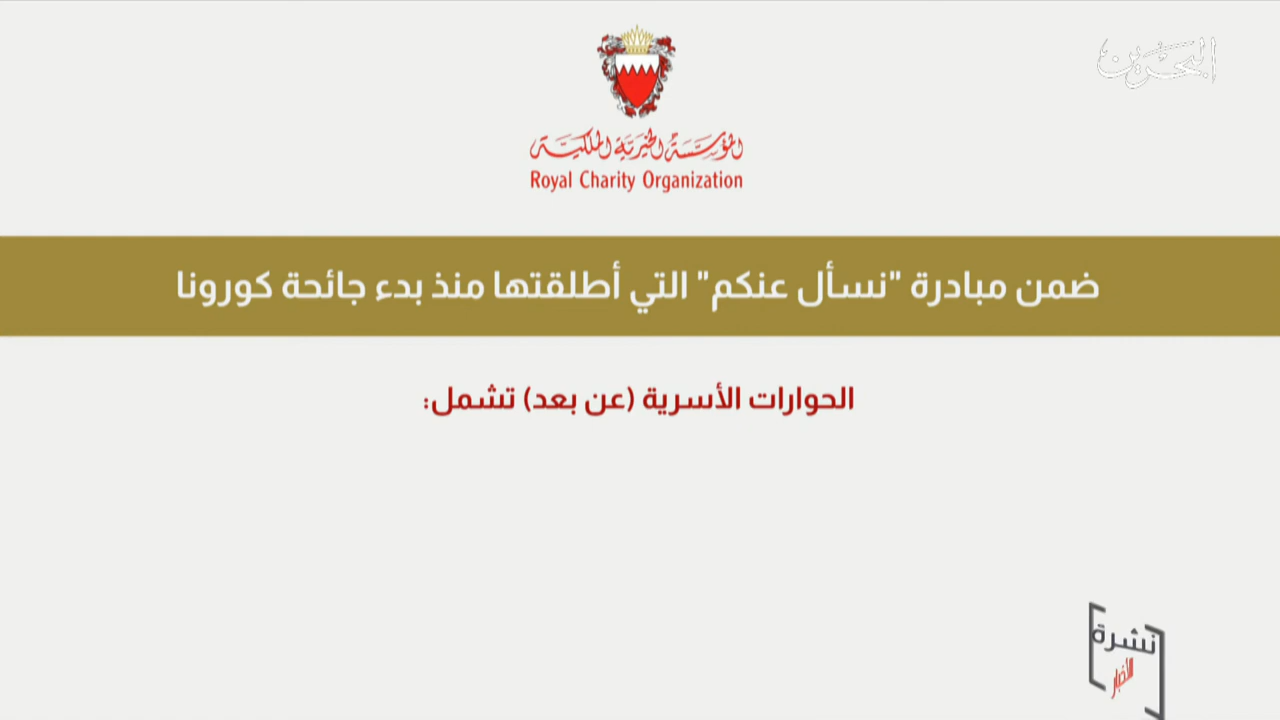 البحرين
المؤسسة الخيرية الملكية
Royal Charity Organization
ضمن مبادرة "نسأل عنكم" التي أطلقتها منذ بدء جائحة كورونا
الحوارات الأسرية (عن بعد) تشمل:
نشرة
الأخبار